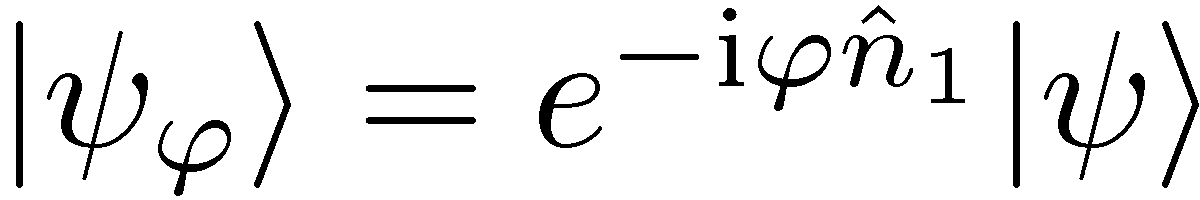 |ψ_φ⟩ = e^{−iφn̂_1} |ψ⟩